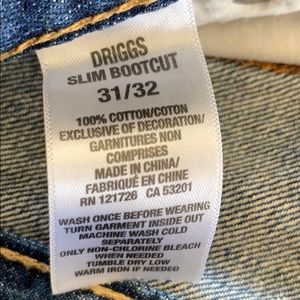 DRIGGS
SLIM BOOTCUT
31/32
100% COTTON/COTON
EXCLUSIVE OF DECORATION/
GARNITURES NON
COMPRISES
MADE IN CHINA/
FABRIQUÉ EN CHINE
RN 121726 CA 53201
WASH ONCE BEFORE WEARING
TURN GARMENT INSIDE OUT
MACHINE WASH COLD
SEPARATELY
ONLY NON-CHLORINE BLEACH
WHEN NEEDED
TUMBLE DRY LOW
WARM IRON IF NEEDED